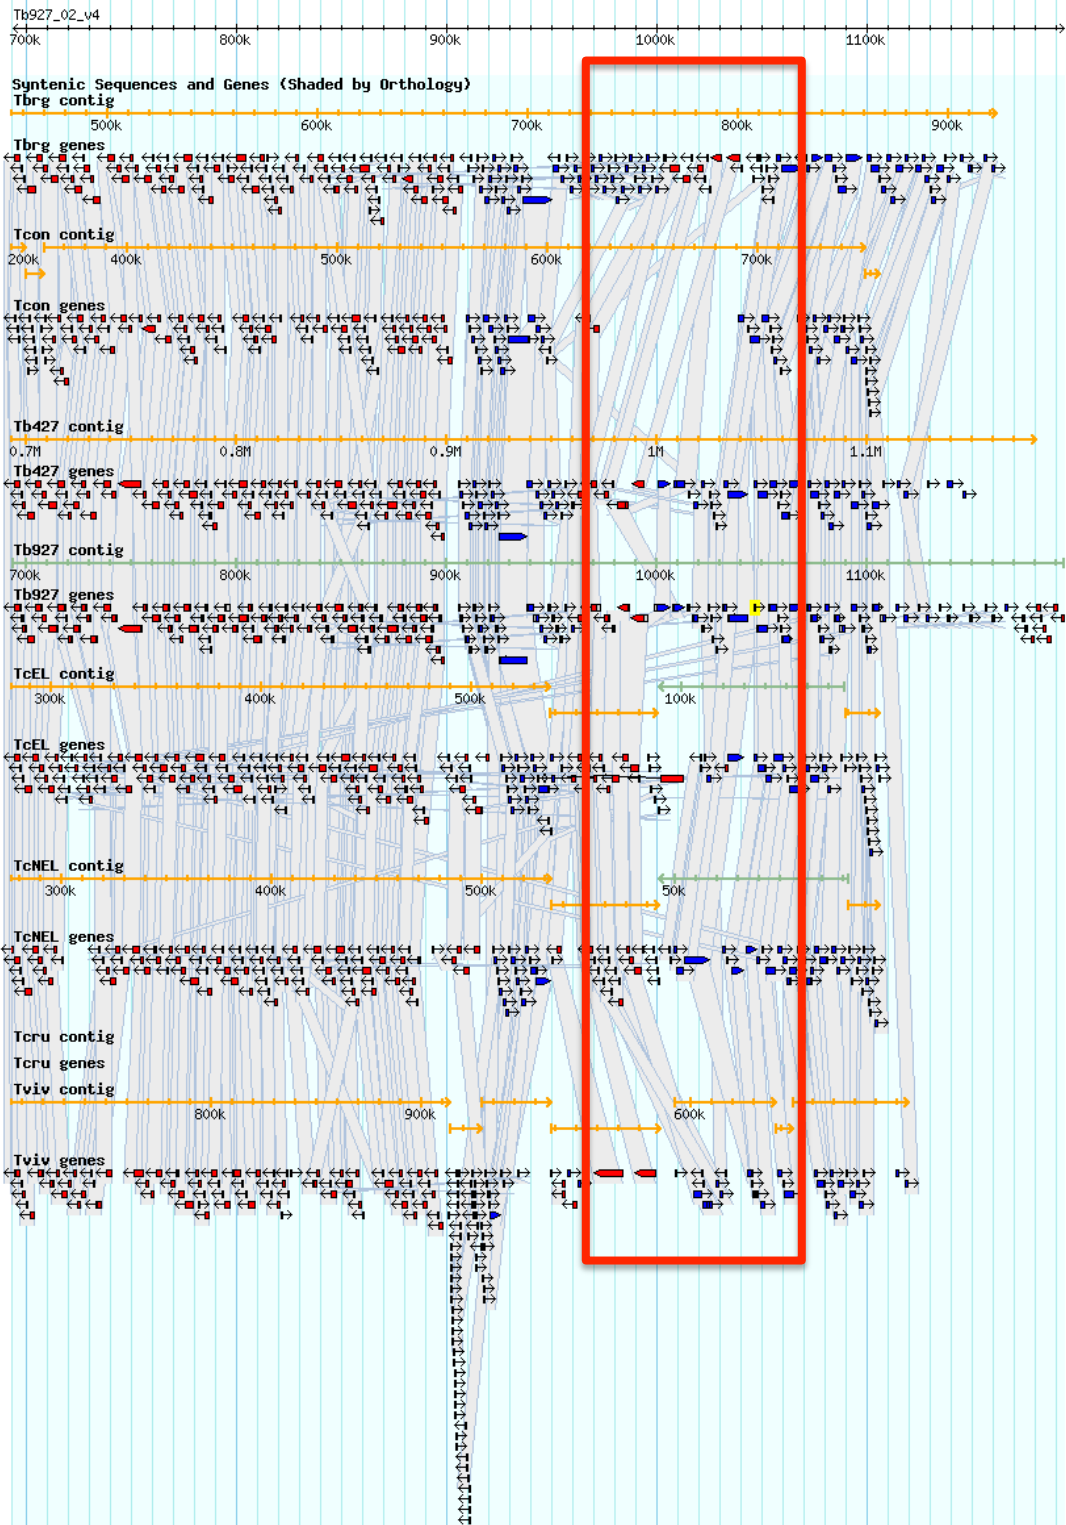 Tb927_02_v4
700k 800k 900k 1000k 1100k
Syntenic Sequences and Genes (Shaded by Orthology)
Tbrg contig
500k 600k 700k 800k 900k
Tbrg genes
Tcon contig
200k 400k 500k 600k 700k
Tcon genes
Tb427 contig
0.7M 0.8M 0.9M 1M 1.1M
Tb427 genes
Tb927 contig
700k 800k 900k 1000k 1100k
Tb927 genes
TcEL contig
300k 400k 500k 100k
TcEL genes
TcNEL contig
300k 400k 500k 50k
TcNEL genes
Tcru contig
Tcru genes
Tviv contig
800k 900k 600k
Tviv genes